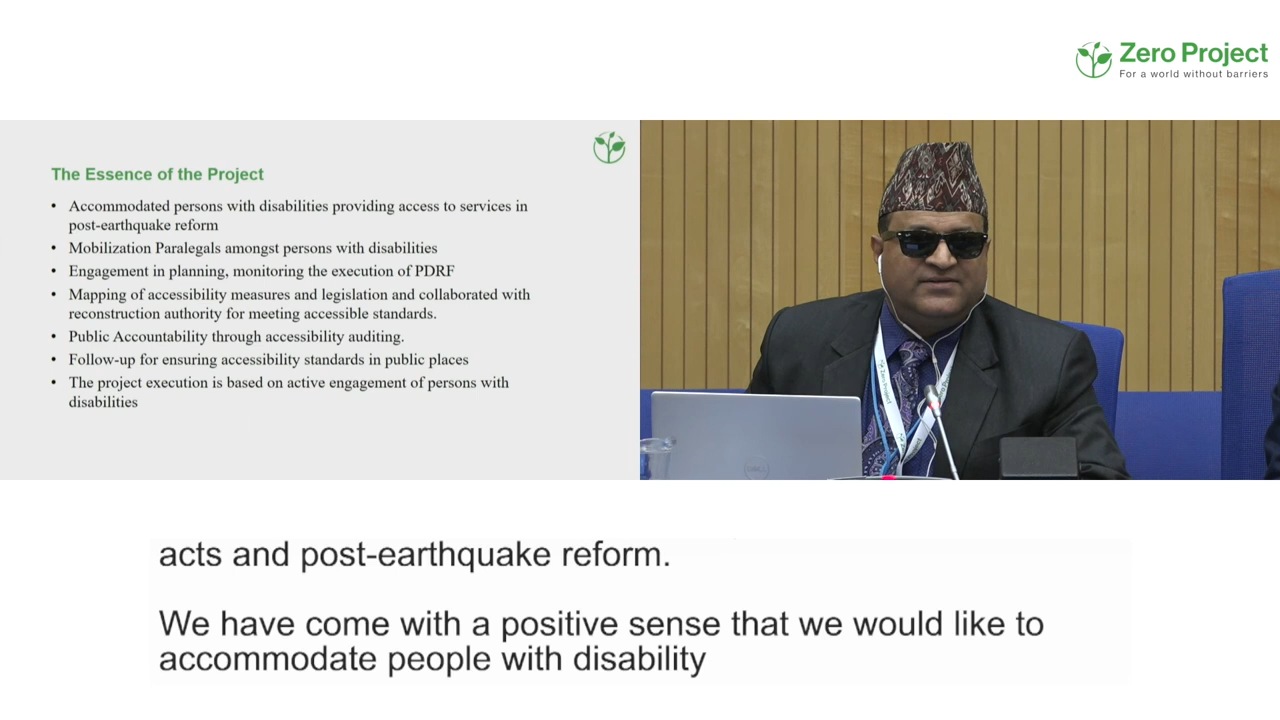 Zero Project
For a world without barriers
The Essence of the Project
• Accommodated persons with disabilities providing access to services in
post-earthquake reform
• Mobilization Paralegals amongst persons with disabilities
• Engagement in planning, monitoring the execution of PDRF
• Mapping of accessibility measures and legislation and collaborated with
reconstruction authority for meeting accessible standards.
• Public Accountability through accessibility auditing.
• Follow-up for ensuring accessibility standards in public places
• The project execution is based on active engagement of persons with
disabilities
Zero Project
DELL
acts and post-earthquake reform.
We have come with a positive sense that we would like to
accommodate people with disability